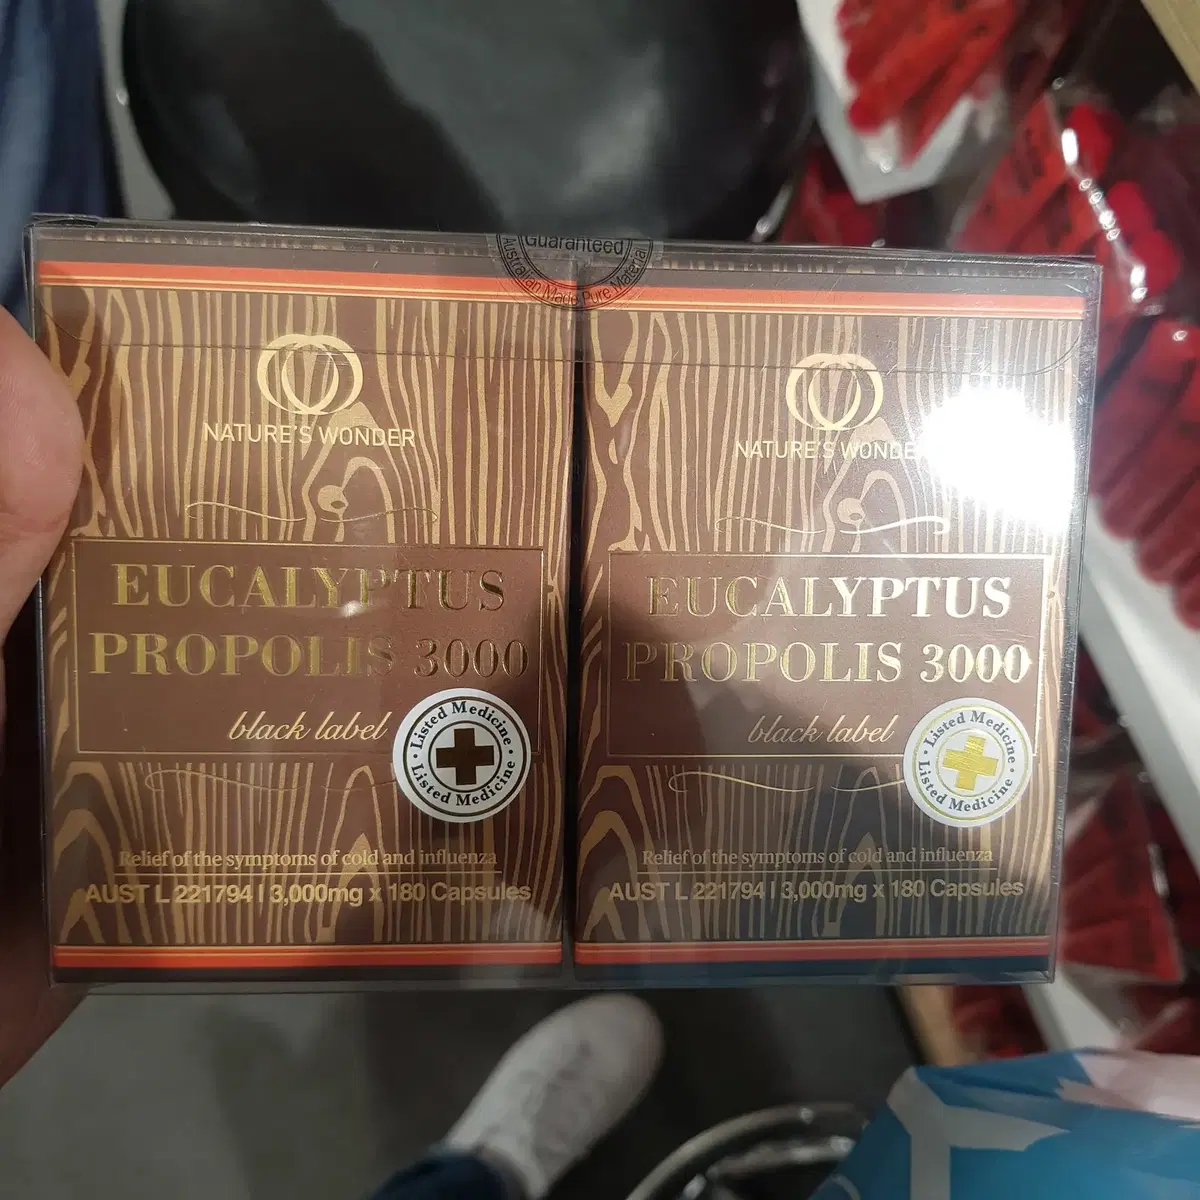 Guaranteed
Australian Made Pure Material
NATURE'S WONDER
EUCALYPTUS
PROPOLIS 3000
black label
Listed Medicine · Listed Medicine ·
Relief of the symptoms of cold and influenza
AUST L 221794 | 3,000mg x 180 Capsules
NATURE'S WONDER
EUCALYPTUS
PROPOLIS 3000
black label
Listed Medicine · Listed Medicine ·
Relief of the symptoms of cold and influenza
AUST L 221794 | 3,000mg x 180 Capsules